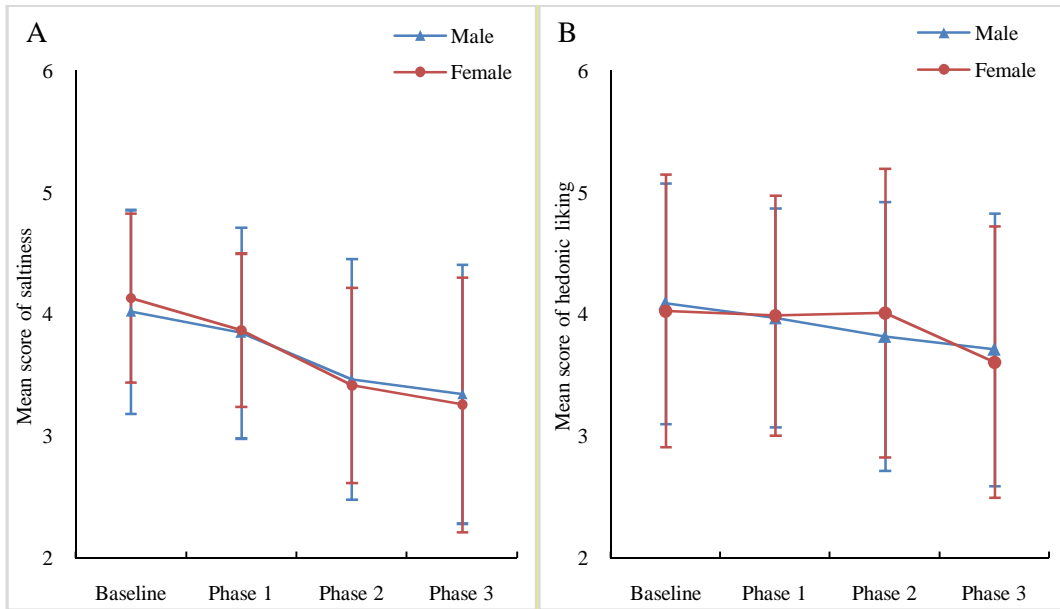 A
Male
Female
Mean score of saltiness
6
5
4
3
2
Baseline Phase 1 Phase 2 Phase 3
B
Male
Female
Mean score of hedonic liking
6
5
4
3
2
Baseline Phase 1 Phase 2 Phase 3